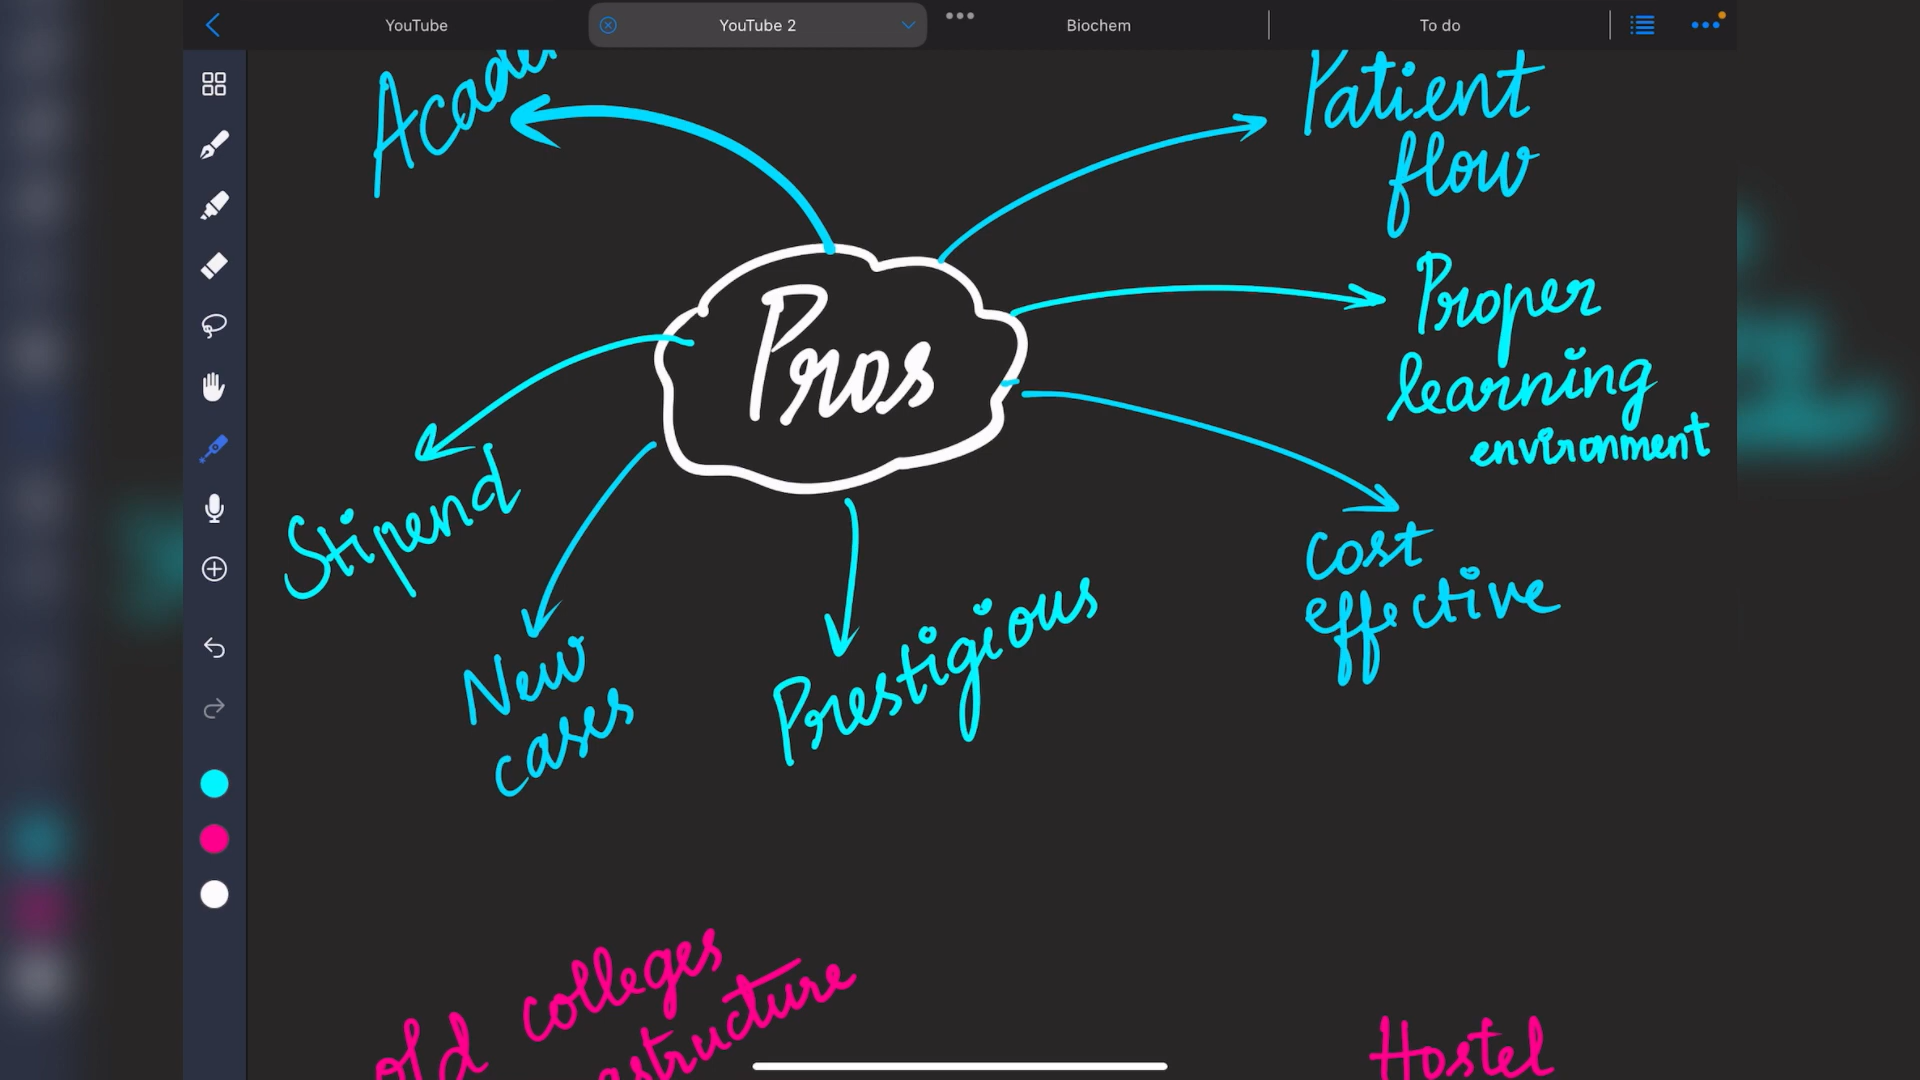 YouTube
YouTube 2
Biochem
To do
Patient
flow
Proper
learning
environment
Pros
Stipend
Cost
effective
New
cases
Prestigious
old colleges
Hostel